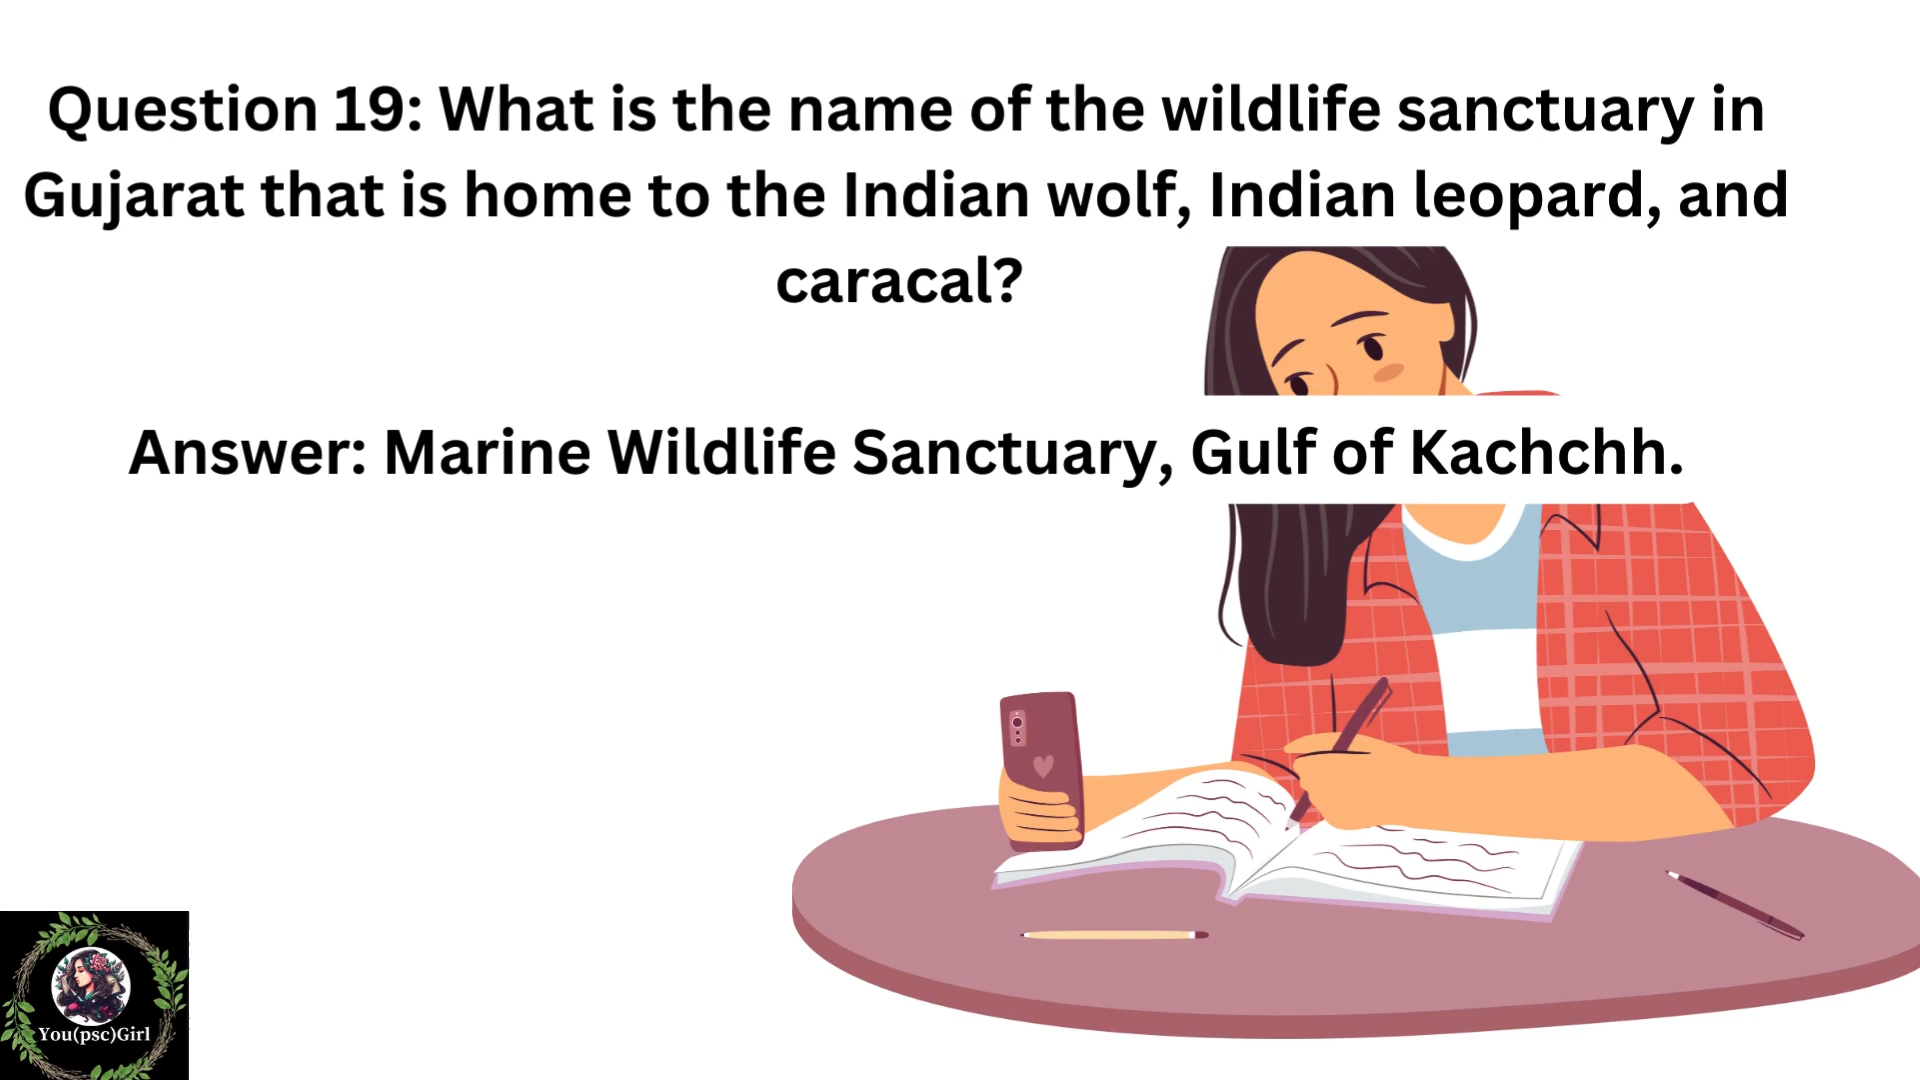 Question 19: What is the name of the wildlife sanctuary in
Gujarat that is home to the Indian wolf, Indian leopard, and
caracal?
Answer: Marine Wildlife Sanctuary, Gulf of Kachchh.
You(psc)Girl